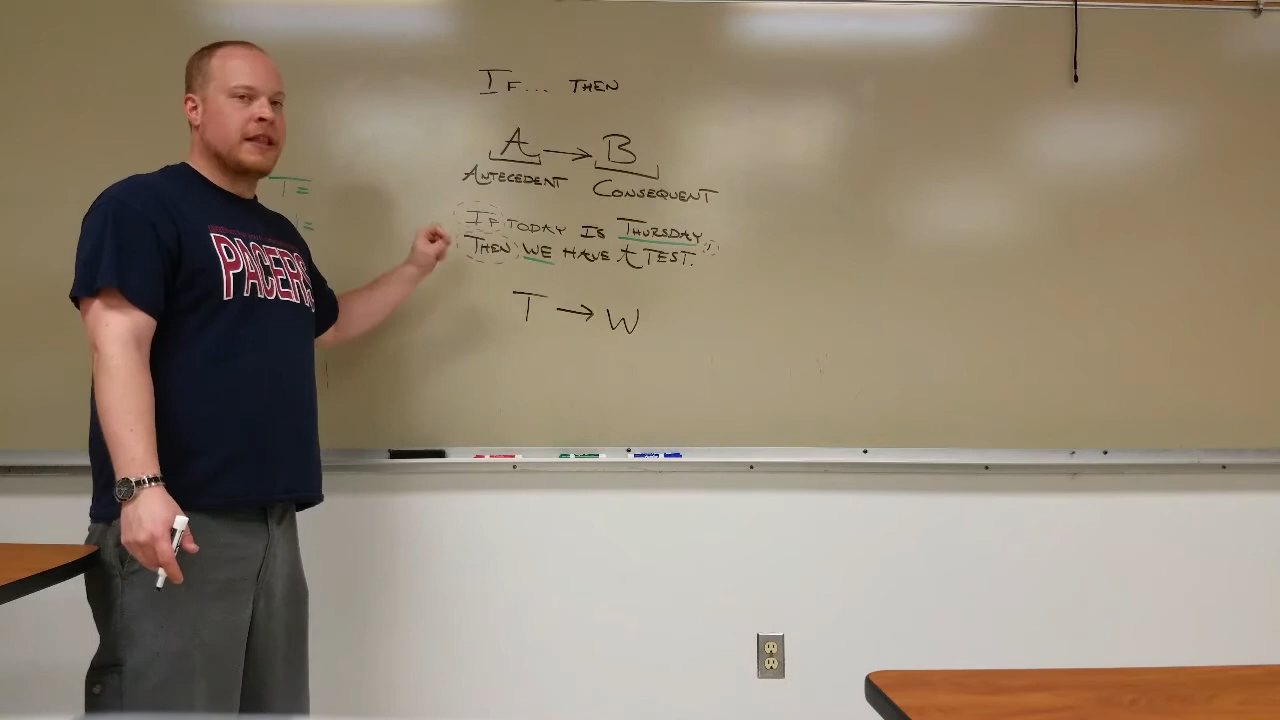 IF... THEN
A → B
ANTECEDENT CONSEQUENT
IF TODAY IS THURSDAY,
THEN WE HAVE A TEST.
T → W
T=
PACERS